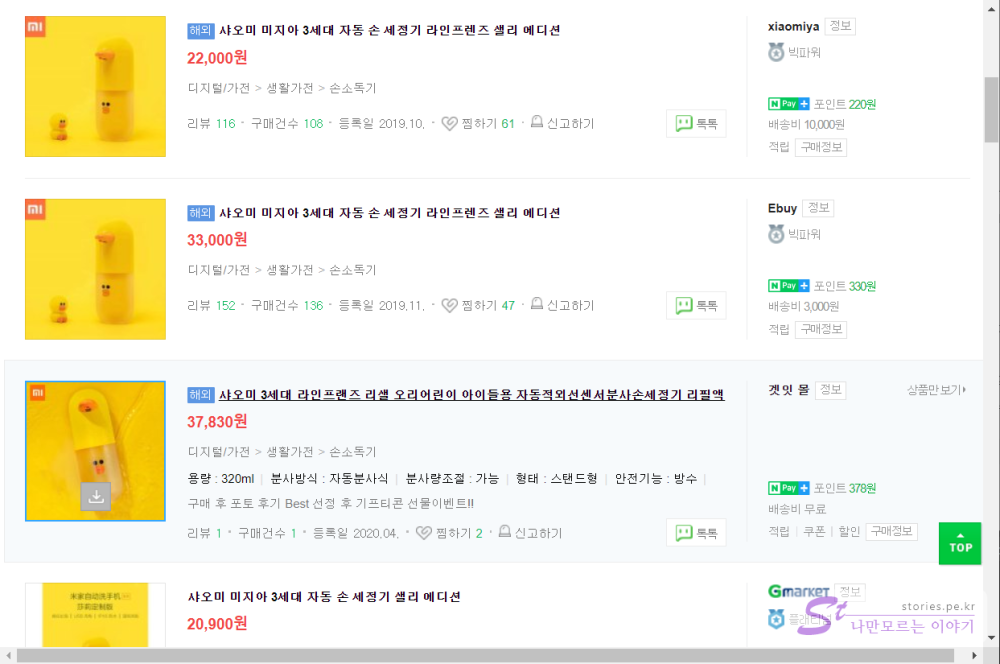 해외 샤오미 미지아 3세대 자동 손 세정기 라인프렌즈 샐리 에디션
22,000원
디지털/가전 > 생활가전 > 손소독기
리뷰 116 · 구매건수 108 · 등록일 2019.10. · 찜하기 61 · 신고하기
톡톡
xiaomiya 정보
빅파워
N Pay + 포인트 220원
배송비 10,000원
적립 구매정보
해외 샤오미 미지아 3세대 자동 손 세정기 라인프렌즈 샐리 에디션
33,000원
디지털/가전 > 생활가전 > 손소독기
리뷰 152 · 구매건수 136 · 등록일 2019.11. · 찜하기 47 · 신고하기
톡톡
Ebuy 정보
빅파워
N Pay + 포인트 330원
배송비 3,000원
적립 구매정보
해외 샤오미 3세대 라인프랜즈 리샐 오리어린이 아이들용 자동적외선센서분사손세정기 리필액
37,830원
디지털/가전 > 생활가전 > 손소독기
용량 : 320ml | 분사방식 : 자동분사식 | 분사량조절 : 가능 | 형태 : 스탠드형 | 안전기능 : 방수 |
구매 후 포토 후기 Best 선정 후 기프티콘 선물이벤트!!
리뷰 1 · 구매건수 1 · 등록일 2020.04. · 찜하기 2 · 신고하기
톡톡
겟잇 몰 정보 상품만보기
N Pay + 포인트 378원
배송비 무료
적립 | 쿠폰 | 할인 구매정보
TOP
米家自动洗手机
莎莉定制版
샤오미 미지아 3세대 자동 손 세정기 샐리 에디션
20,900원
Gmarket 정보
플래티넘
St
stories.pe.kr
나만모르는 이야기